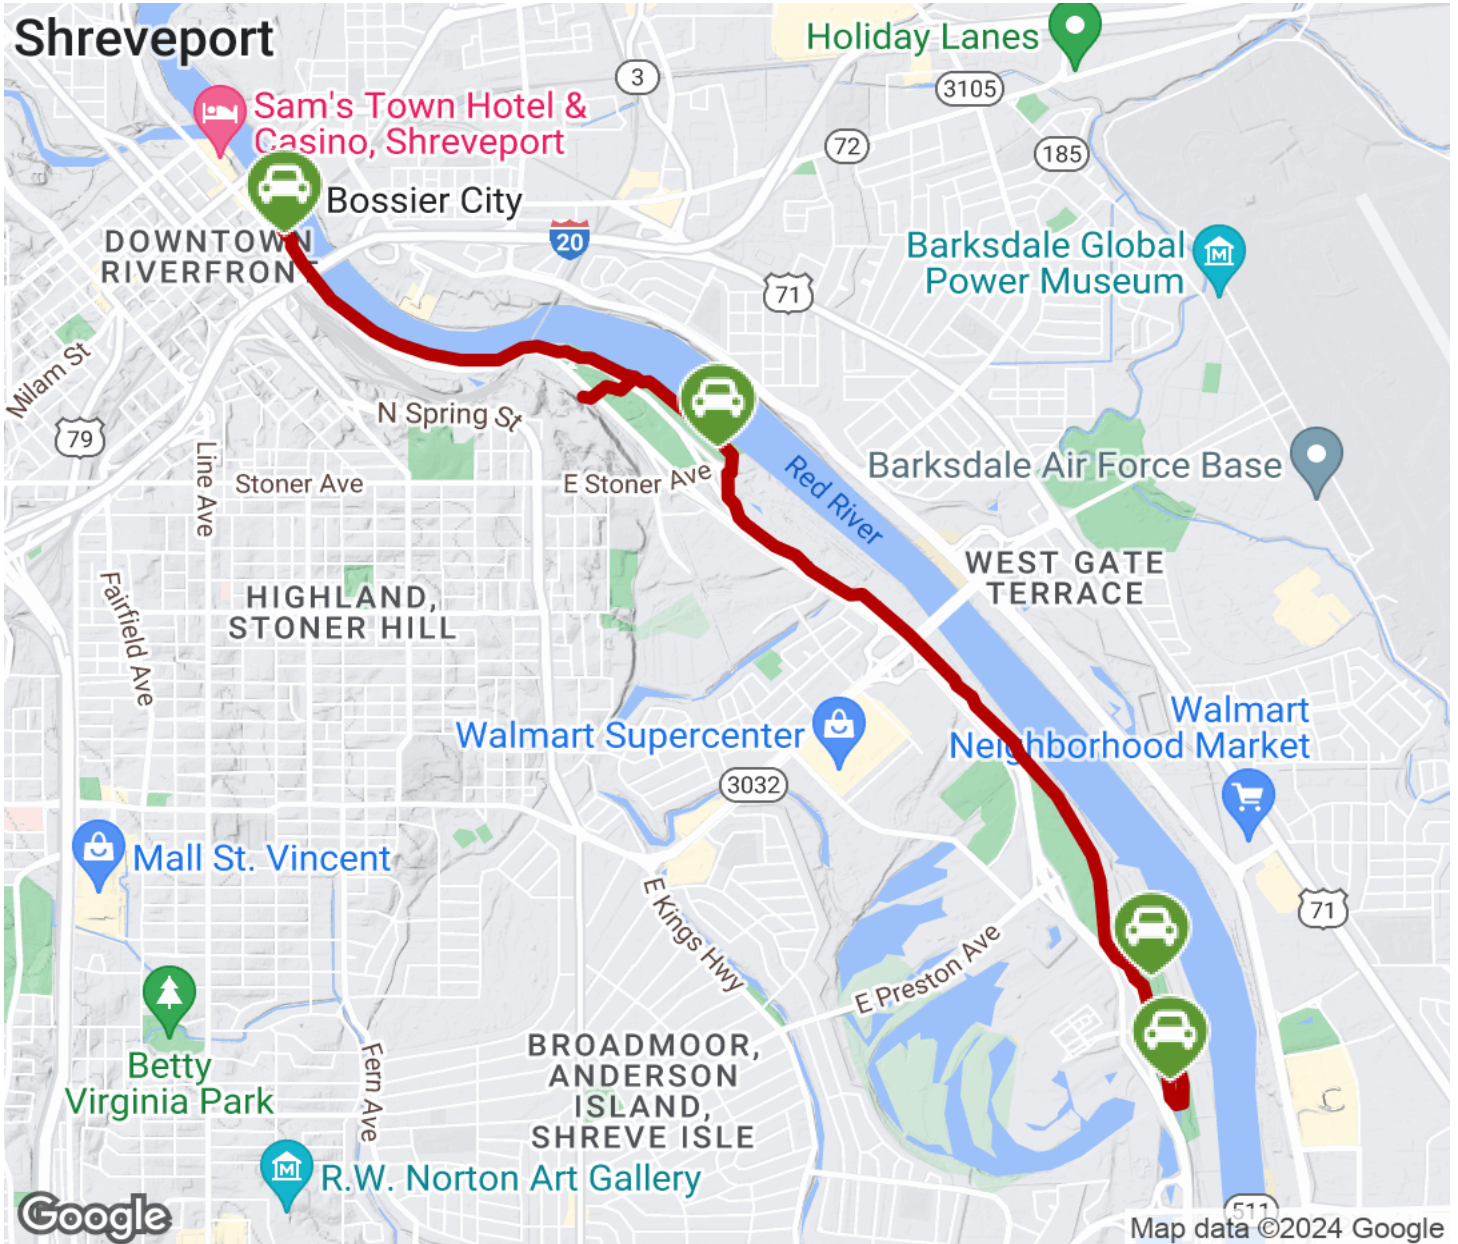 Shreveport
Holiday Lanes
3
3105
Sam's Town Hotel &
Casino, Shreveport
72
185
Bossier City
DOWNTOWN
RIVERFRONT
20
Barksdale Global
Power Museum
71
Milam St
N Spring St
79
Line Ave
Stoner Ave
E Stoner Ave
Red River
Barksdale Air Force Base
WEST GATE
TERRACE
Fairfield Ave
HIGHLAND,
STONER HILL
Walmart Supercenter
Walmart
Neighborhood Market
3032
Mall St. Vincent
E Kings Hwy
71
E Preston Ave
Betty
Virginia Park
Fern Ave
BROADMOOR,
ANDERSON
ISLAND,
SHREVE ISLE
R.W. Norton Art Gallery
511
Google
Map data ©2024 Google